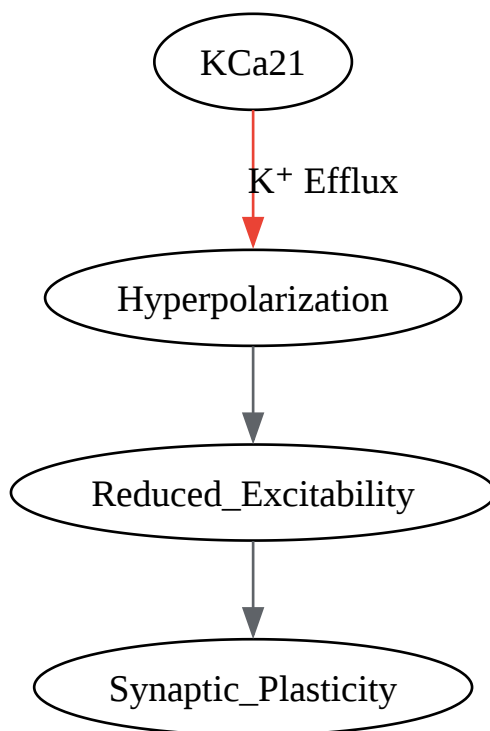 KCa21
K⁺ Efflux
Hyperpolarization
Reduced_Excitability
Synaptic_Plasticity